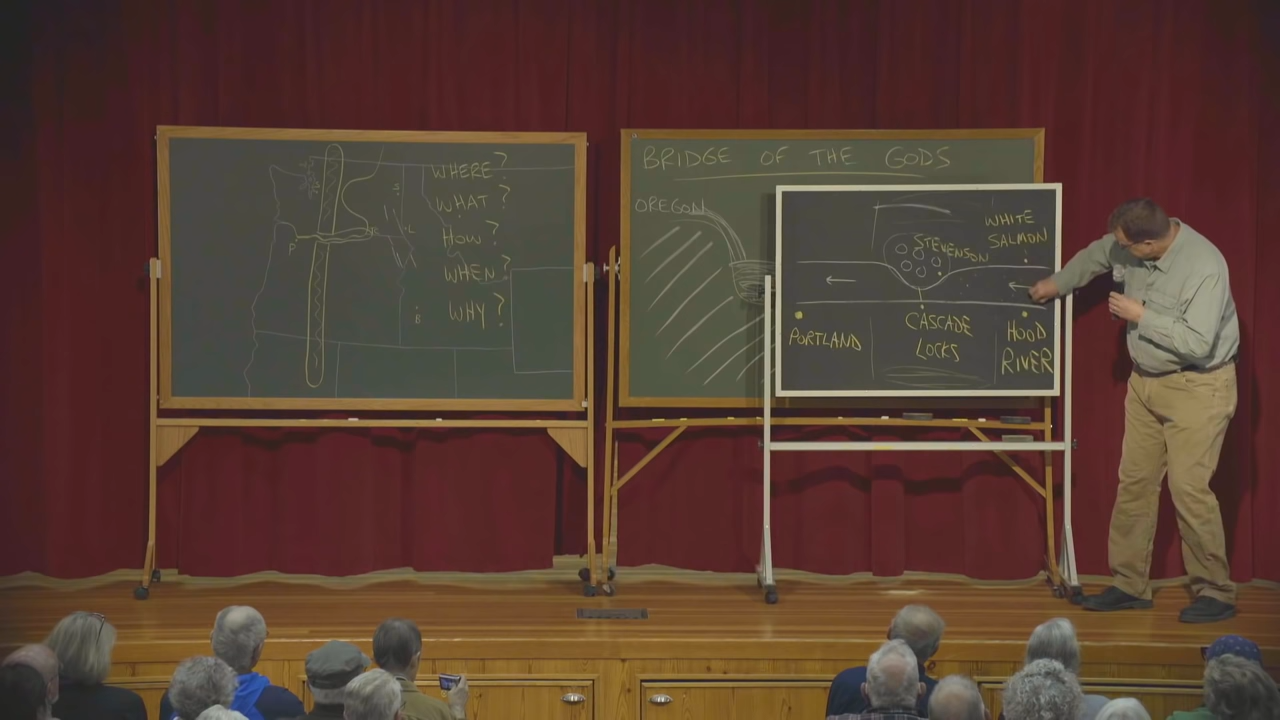 WHERE?
WHAT?
HOW?
WHEN?
WHY?
P
L
B
BRIDGE OF THE GODS
OREGON
STEVENSON
WHITE
SALMON
PORTLAND
CASCADE
LOCKS
HOOD
RIVER